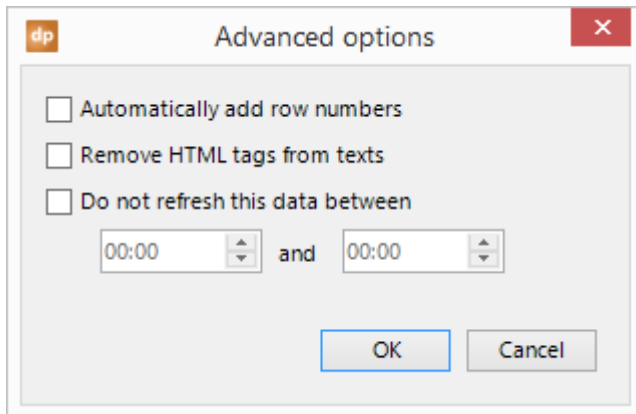 dp
Advanced options
Automatically add row numbers
Remove HTML tags from texts
Do not refresh this data between
00:00 and 00:00
OK Cancel